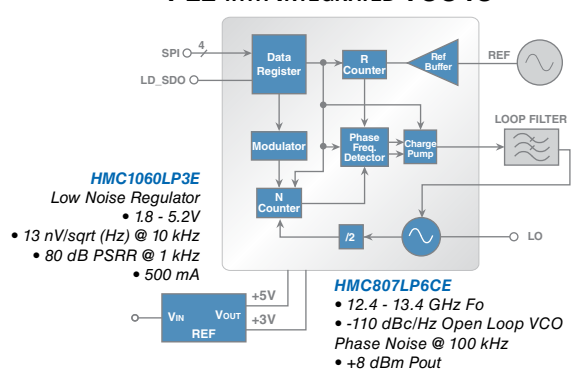 PLL WITH INTEGRATED VCO IC
SPI
4
LD_SDO
Data
Register
R
Counter
Ref
Buffer
REF
LOOP FILTER
Modulator
Phase
Freq.
Detector
Charge
Pump
N
Counter
/2
LO
HMC1060LP3E
Low Noise Regulator
• 1.8 - 5.2V
• 13 nV/sqrt (Hz) @ 10 kHz
• 80 dB PSRR @ 1 kHz
• 500 mA
+5V
+3V
VIN
VOUT
REF
HMC807LP6CE
• 12.4 - 13.4 GHz Fo
• -110 dBc/Hz Open Loop VCO
Phase Noise @ 100 kHz
• +8 dBm Pout